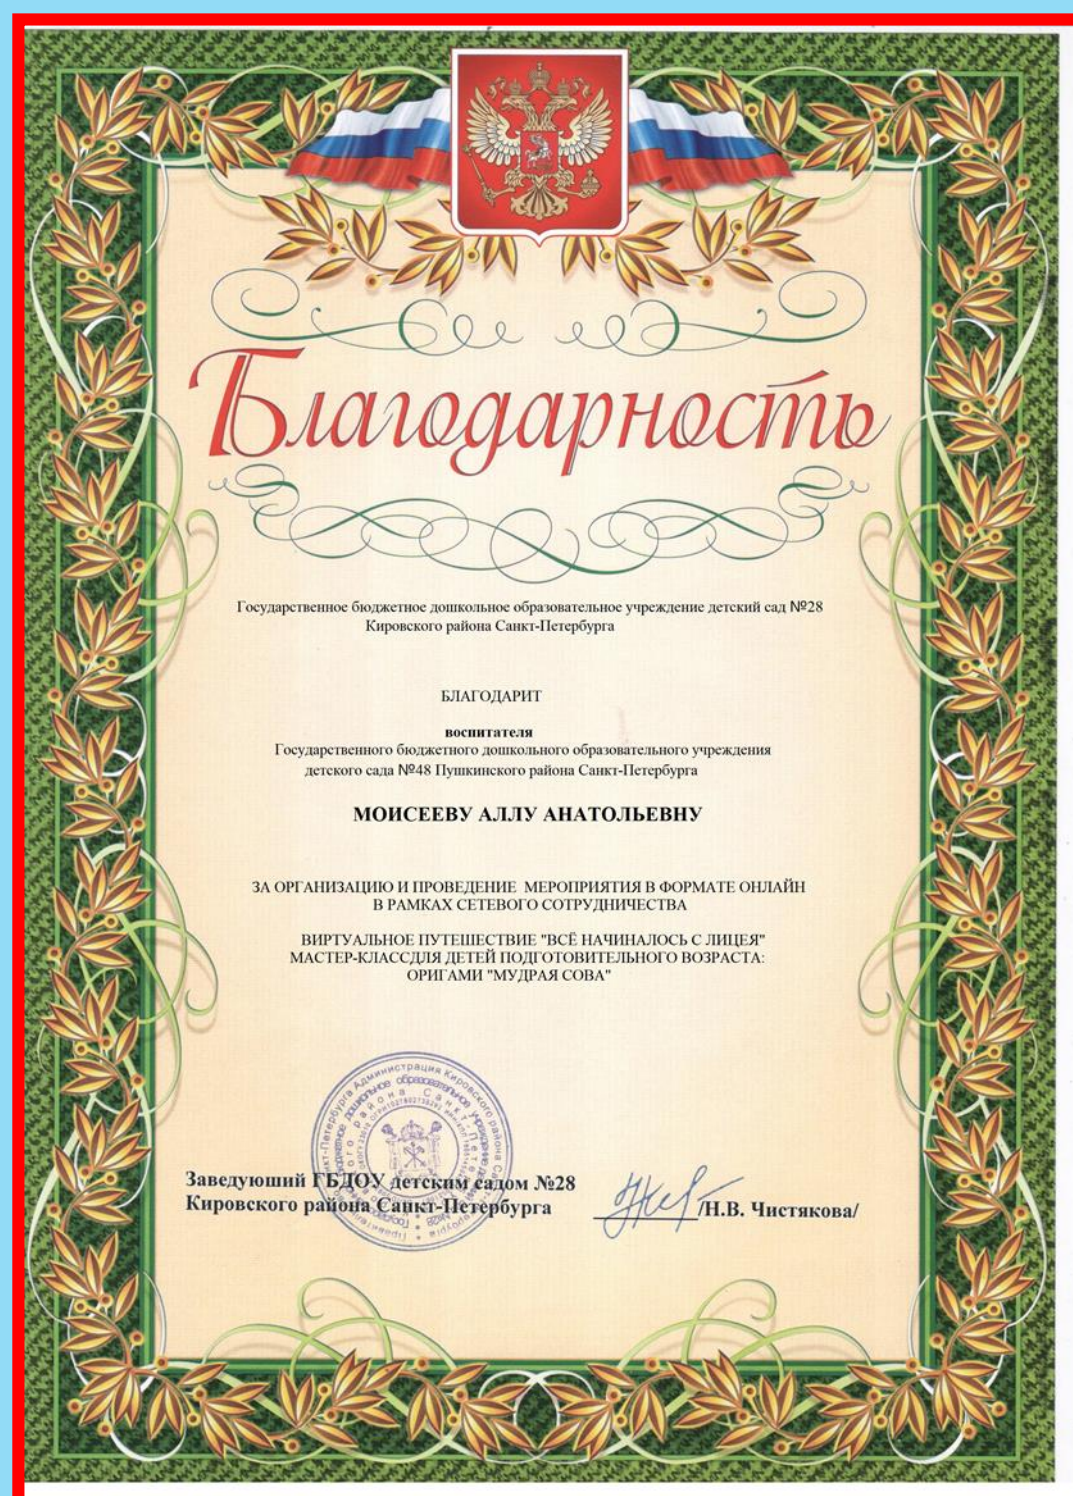 Благодарность
Государственное бюджетное дошкольное образовательное учреждение детский сад №28
Кировского района Санкт-Петербурга
БЛАГОДАРИТ
воспитателя
Государственного бюджетного дошкольного образовательного учреждения
детского сада №48 Пушкинского района Санкт-Петербурга
МОИСЕЕВУ АЛЛУ АНАТОЛЬЕВНУ
ЗА ОРГАНИЗАЦИЮ И ПРОВЕДЕНИЕ МЕРОПРИЯТИЯ В ФОРМАТЕ ОНЛАЙН
В РАМКАХ СЕТЕВОГО СОТРУДНИЧЕСТВА
ВИРТУАЛЬНОЕ ПУТЕШЕСТВИЕ "ВСЁ НАЧИНАЛОСЬ С ЛИЦЕЯ"
МАСТЕР-КЛАССДЛЯ ДЕТЕЙ ПОДГОТОВИТЕЛЬНОГО ВОЗРАСТА:
ОРИГАМИ "МУДРАЯ СОВА"
Администрация Кировского района
Заведующий ГБДОУ детским садом №28
Кировского района Санкт-Петербурга /Н.В. Чистякова/